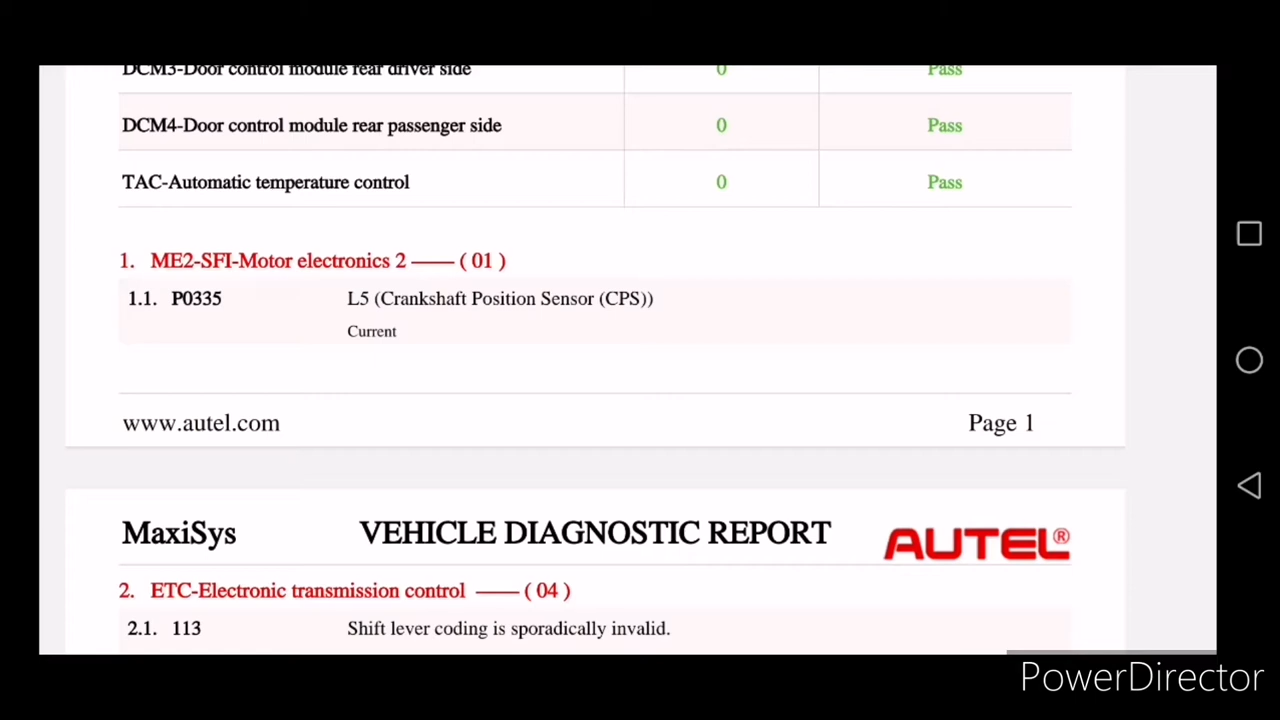 DCM3-Door control module rear driver side 0 Pass
DCM4-Door control module rear passenger side 0 Pass
TAC-Automatic temperature control 0 Pass
1. ME2-SFI-Motor electronics 2 —— ( 01 )
1.1. P0335 L5 (Crankshaft Position Sensor (CPS))
Current
www.autel.com Page 1
MaxiSys VEHICLE DIAGNOSTIC REPORT AUTEL®
2. ETC-Electronic transmission control —— ( 04 )
2.1. 113 Shift lever coding is sporadically invalid.
PowerDirector